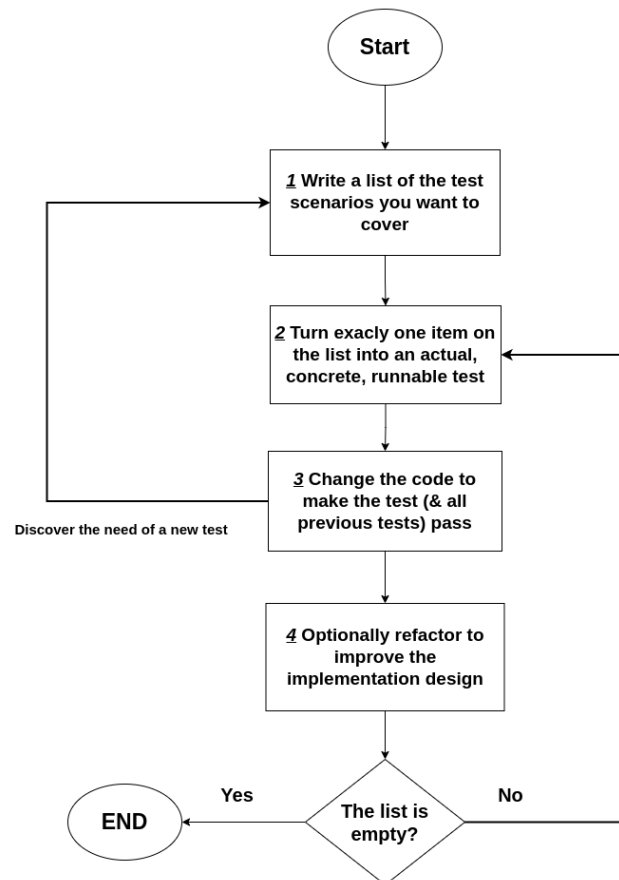 Start
1 Write a list of the test
scenarios you want to
cover
2 Turn exacly one item on
the list into an actual,
concrete, runnable test
3 Change the code to
make the test (& all
previous tests) pass
Discover the need of a new test
4 Optionally refactor to
improve the
implementation design
Yes
No
END
The list is
empty?